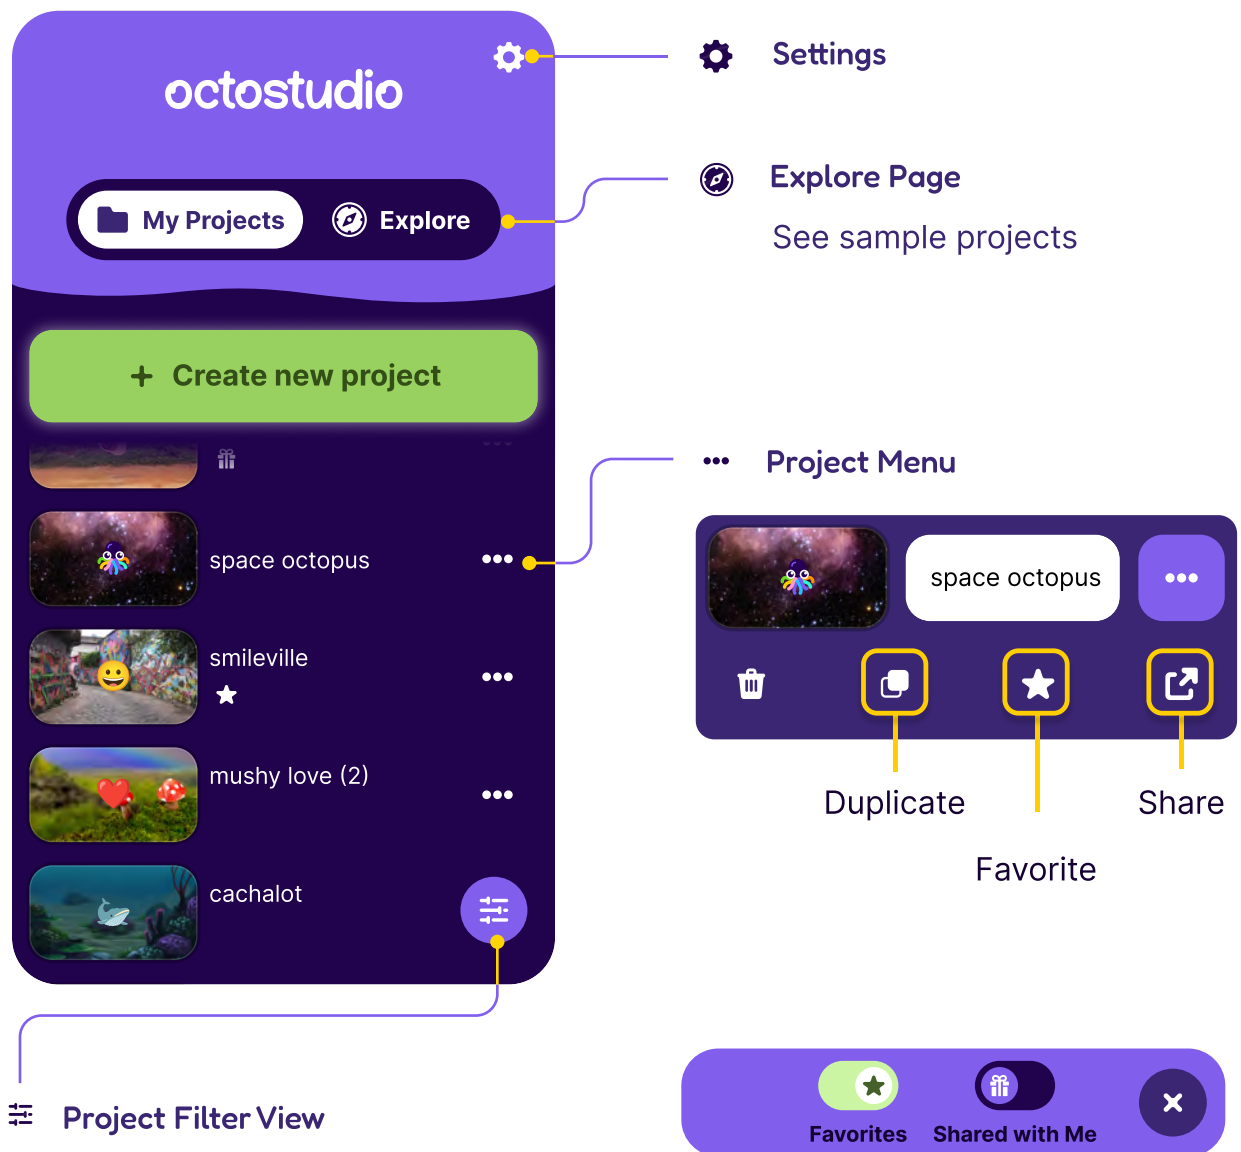 octostudio
My Projects
Explore
+ Create new project
space octopus
smileville
mushy love (2)
cachalot
Project Filter View
Settings
Explore Page
See sample projects
Project Menu
space octopus
Duplicate
Share
Favorite
Favorites
Shared with Me